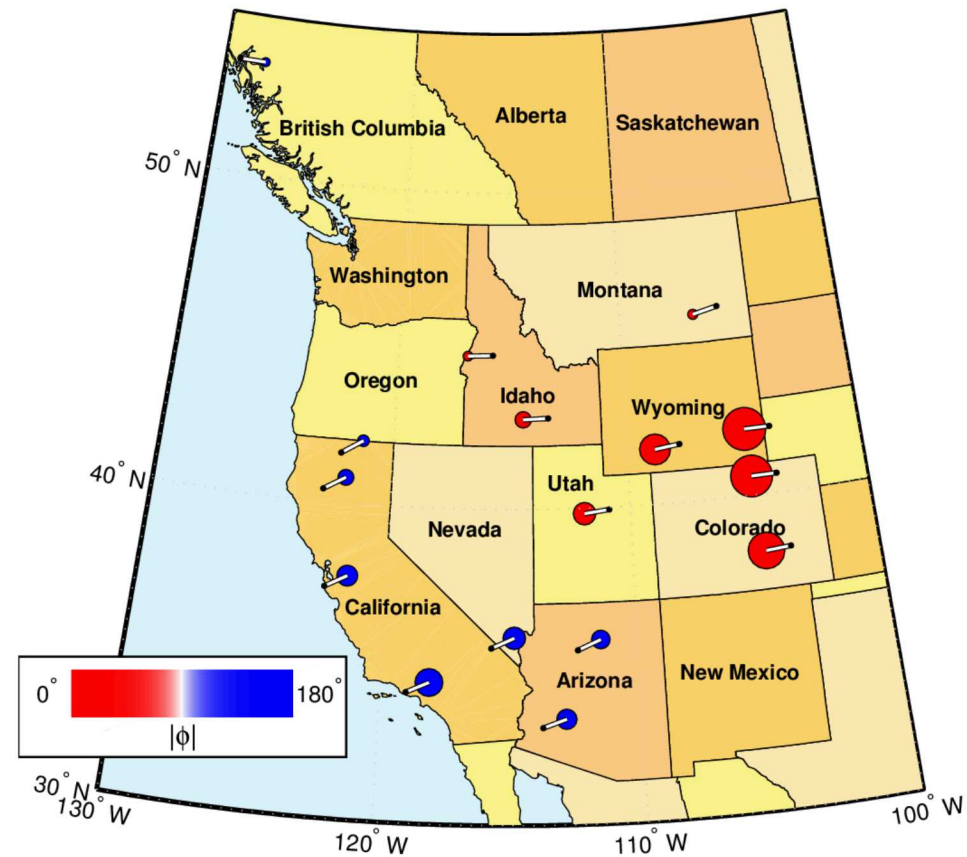 British Columbia
Alberta
Saskatchewan
50° N
Washington
Montana
Oregon
Idaho
Wyoming
40° N
Utah
Nevada
Colorado
California
Arizona
New Mexico
0°
180°
|ϕ|
30° N
130° W
120° W
110° W
100° W